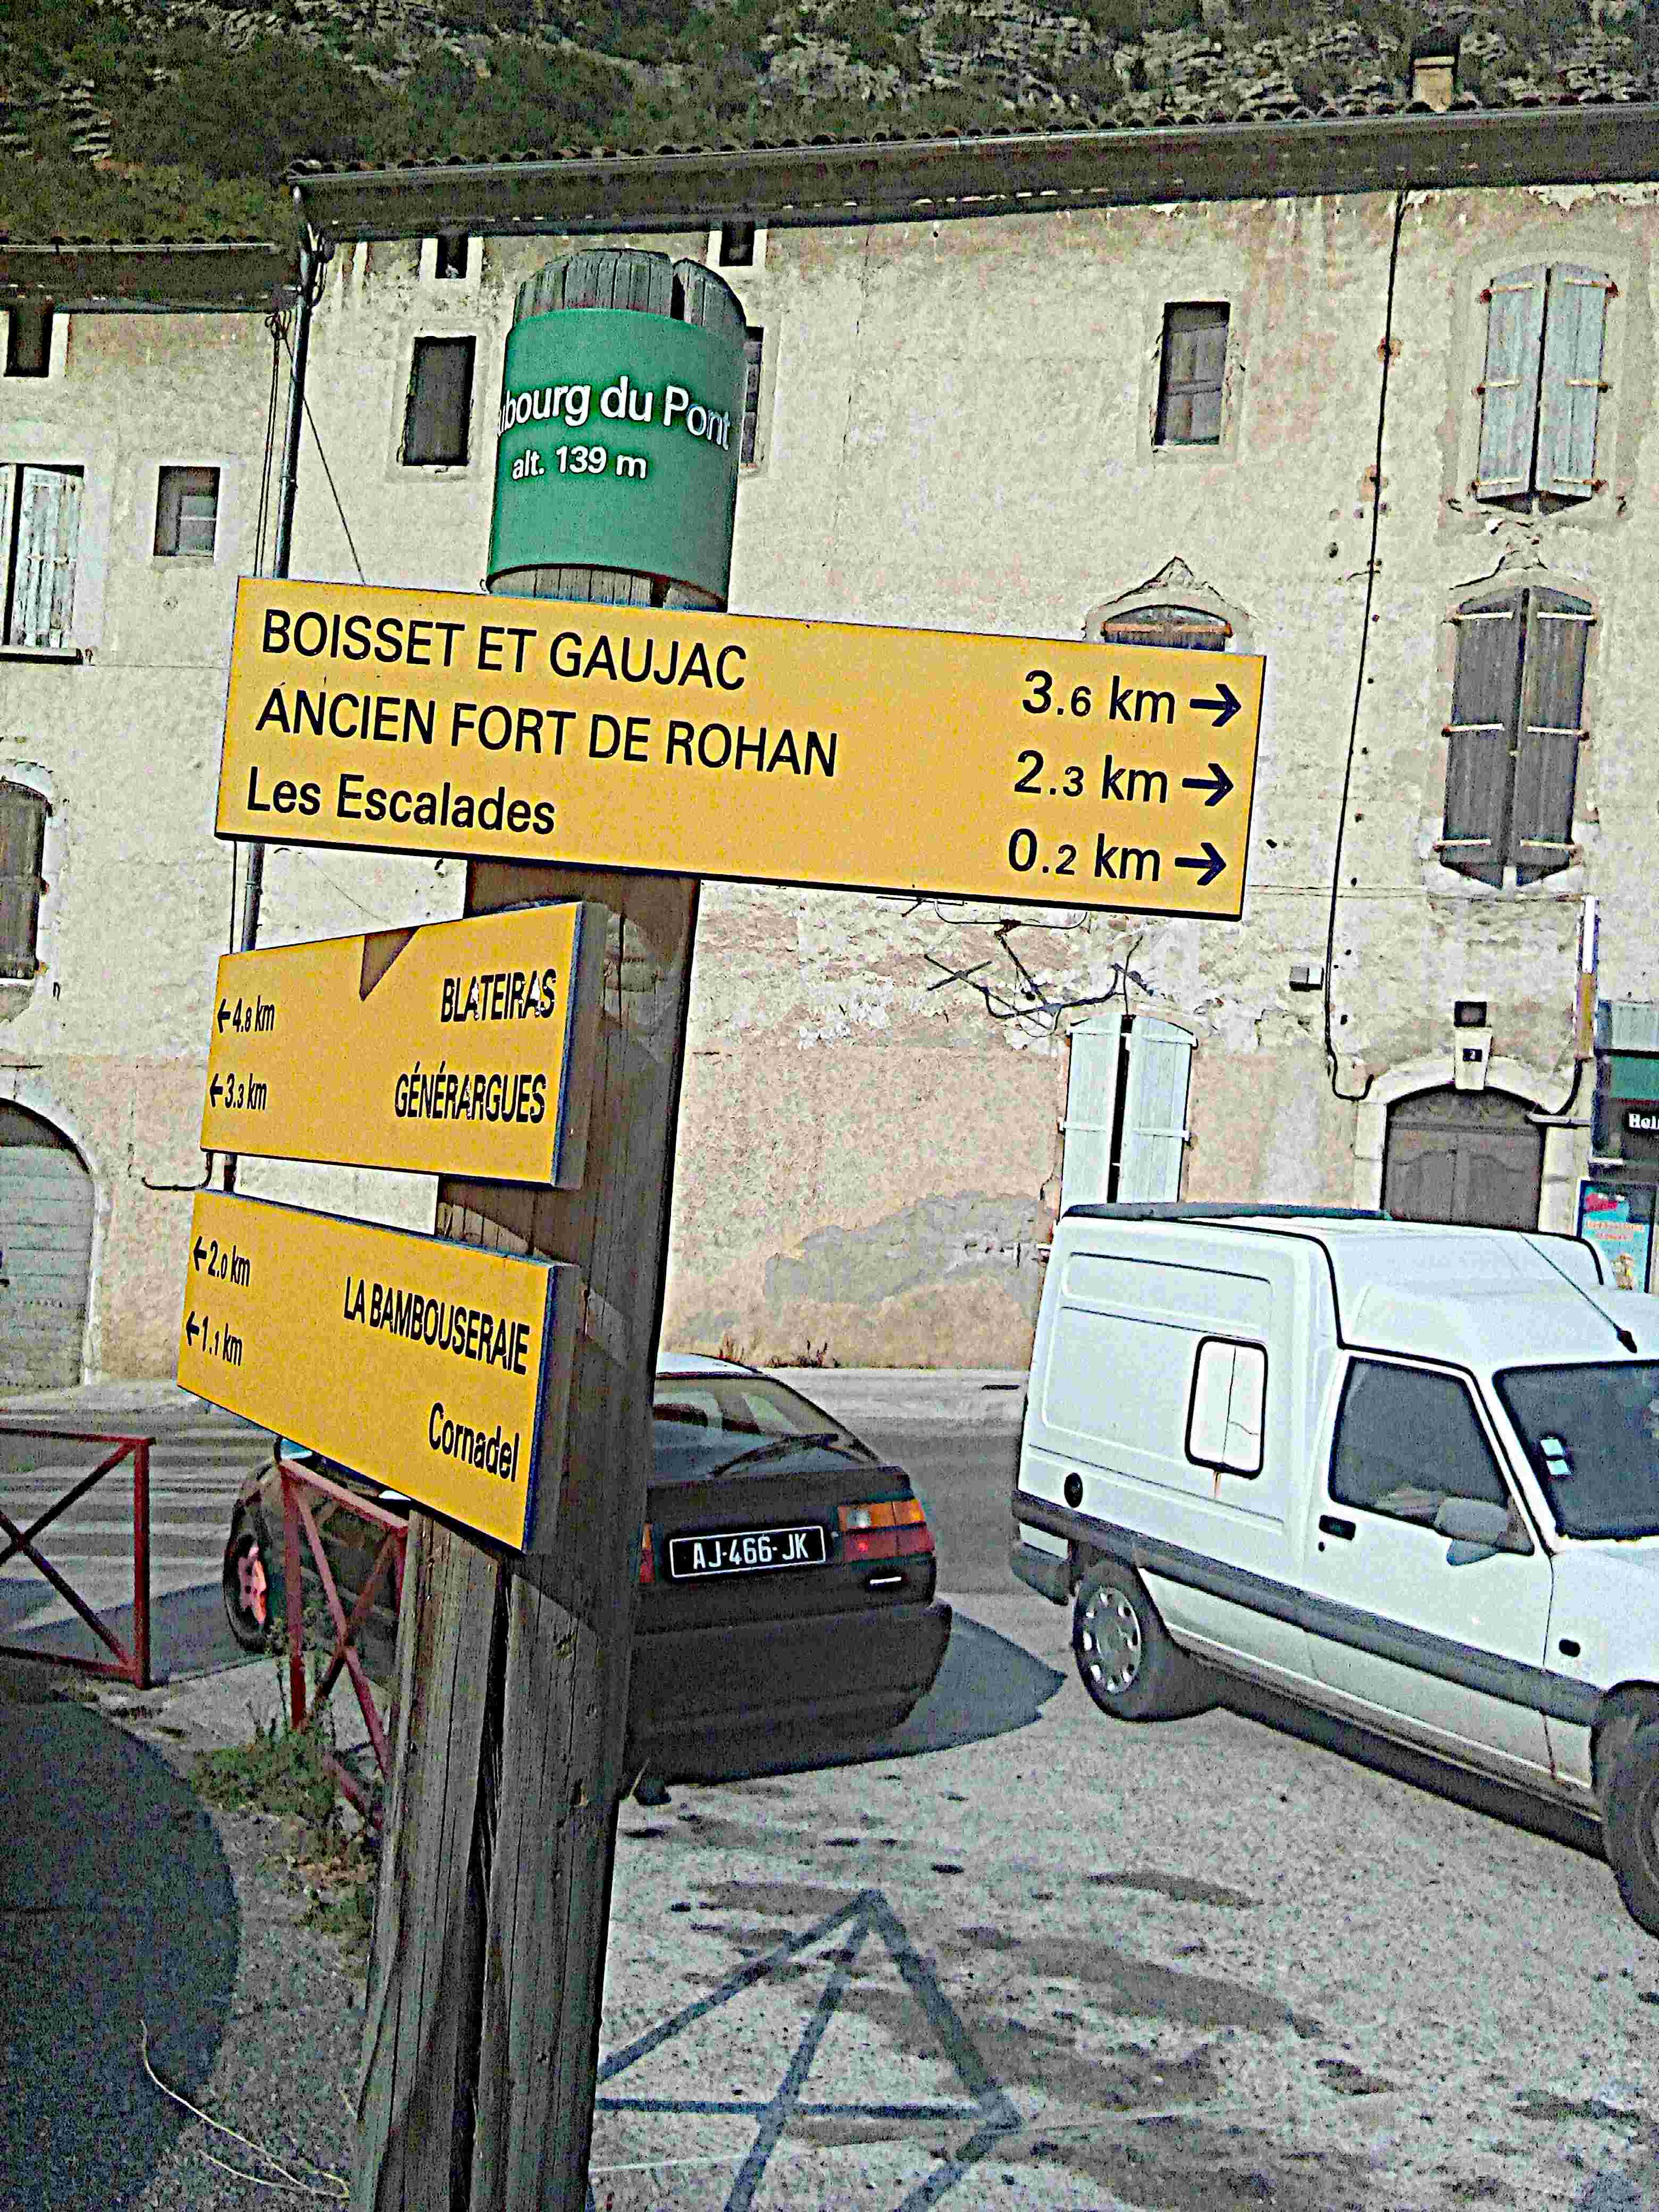 bourg du Pont
alt. 139 m
BOISSET ET GAUJAC 3.6 km →
ANCIEN FORT DE ROHAN 2.3 km →
Les Escalades 0.2 km →
← 4.8 km BLATEIRAS
← 3.3 km GÉNÉRARGUES
← 2.0 km LA BAMBOUSERAIE
← 1.1 km Cornadel
AJ-466-JK
2
Hei